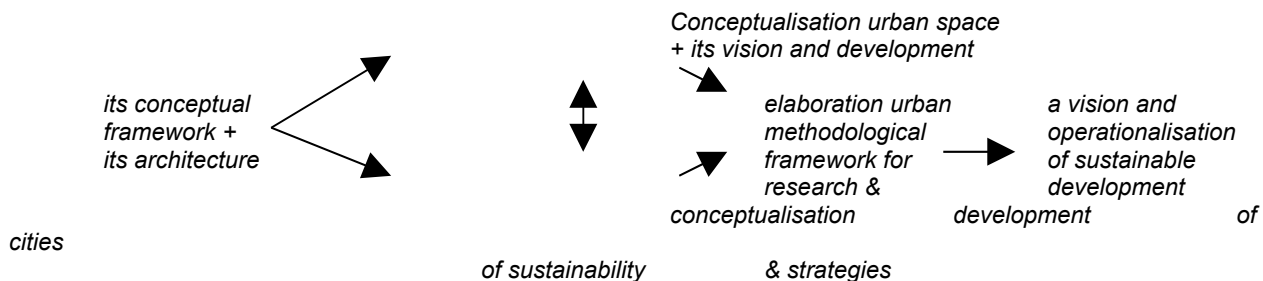 Conceptualisation urban space
+ its vision and development
its conceptual elaboration urban a vision and
framework + methodological operationalisation
its architecture framework for of sustainable
research & development
conceptualisation development of
cities
of sustainability & strategies